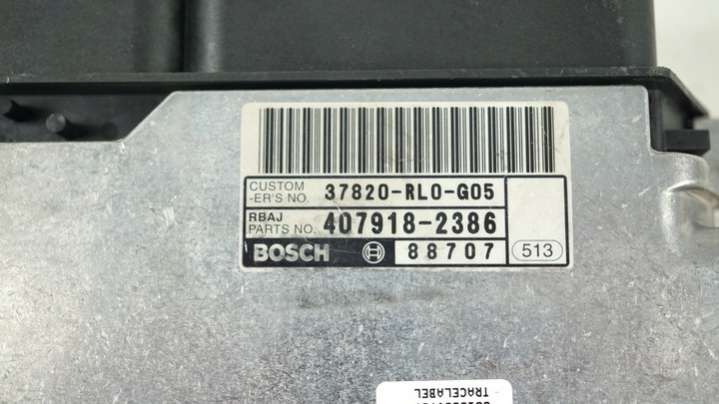 CUSTOM
-ER'S NO. 37820-RL0-G05
RBAJ
PARTS NO. 407918-2386
BOSCH 88707 513
TRACELABEL